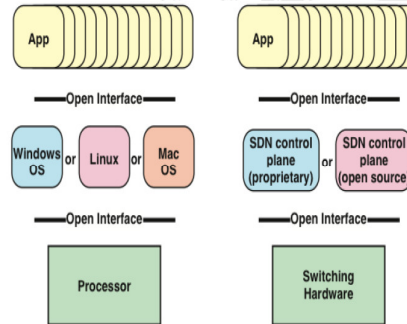 App
App
Open Interface
Open Interface
Windows OS or Linux or Mac OS
SDN control plane (proprietary) or SDN control plane (open source)
Open Interface
Open Interface
Processor
Switching Hardware